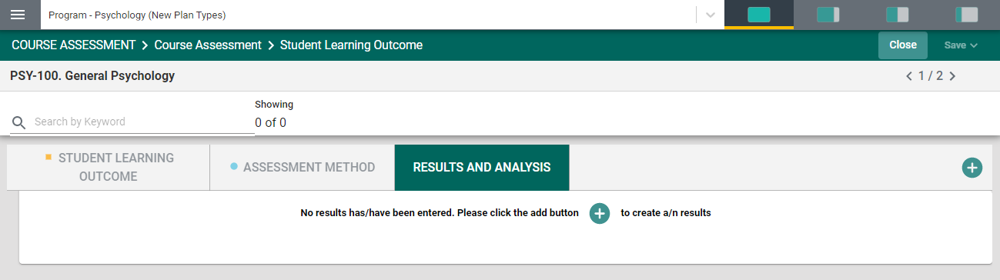 Program - Psychology (New Plan Types)
COURSE ASSESSMENT > Course Assessment > Student Learning Outcome
Close
Save
PSY-100. General Psychology
< 1 / 2 >
Search by Keyword
Showing
0 of 0
STUDENT LEARNING
OUTCOME
ASSESSMENT METHOD
RESULTS AND ANALYSIS
No results has/have been entered. Please click the add button + to create a/n results